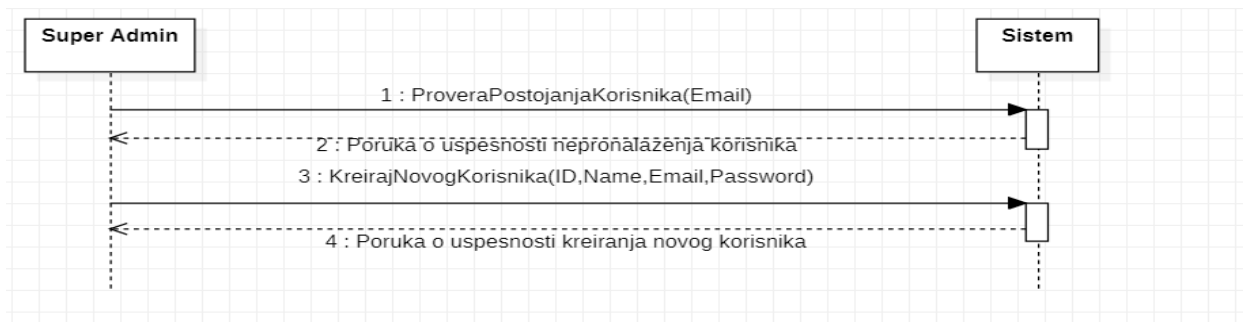 Super Admin
Sistem
1 : ProveraPostojanjaKorisnika(Email)
2 : Poruka o uspesnosti nepronalazenja korisnika
3 : KreirajNovogKorisnika(ID,Name,Email,Password)
4 : Poruka o uspesnosti kreiranja novog korisnika